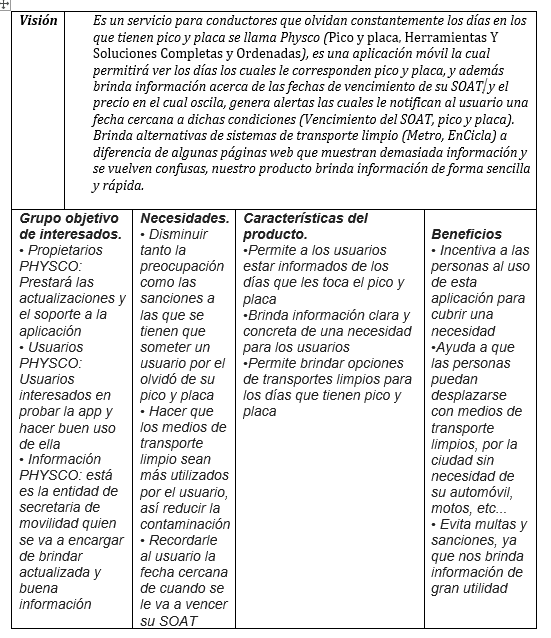 Visión
Es un servicio para conductores que olvidan constantemente los días en los
que tienen pico y placa se llama Physco (Pico y placa, Herramientas Y
Soluciones Completas y Ordenadas), es una aplicación móvil la cual
permitirá ver los días los cuales le corresponden pico y placa, y además
brinda información acerca de las fechas de vencimiento de su SOAT y el
precio en el cual oscila, genera alertas las cuales le notifican al usuario una
fecha cercana a dichas condiciones (Vencimiento del SOAT, pico y placa).
Brinda alternativas de sistemas de transporte limpio (Metro, EnCicla) a
diferencia de algunas páginas web que muestran demasiada información y
se vuelven confusas, nuestro producto brinda información de forma sencilla
y rápida.
Grupo objetivo
de interesados.
• Propietarios
PHYSCO:
Prestará las
actualizaciones y
el soporte a la
aplicación
• Usuarios
PHYSCO:
Usuarios
interesados en
probar la app y
hacer buen uso
de ella
• Información
PHYSCO: está
es la entidad de
secretaria de
movilidad quien
se va a encargar
de brindar
actualizada y
buena
información
Necesidades.
• Disminuir
tanto la
preocupación
como las
sanciones a
las que se
tienen que
someter un
usuario por el
olvidó de su
pico y placa
• Hacer que
los medios de
transporte
limpio sean
más utilizados
por el usuario,
así reducir la
contaminación
• Recordarle
al usuario la
fecha cercana
de cuando se
le va a vencer
su SOAT
Características del
producto.
•Permite a los usuarios
estar informados de los
días que les toca el pico y
placa
•Brinda información clara y
concreta de una necesidad
para los usuarios
•Permite brindar opciones
de transportes limpios para
los días que tienen pico y
placa
Beneficios
• Incentiva a las
personas al uso
de esta
aplicación para
cubrir una
necesidad
•Ayuda a que
las personas
puedan
desplazarse
con medios de
transporte
limpios, por la
ciudad sin
necesidad de
su automóvil,
motos, etc...
• Evita multas y
sanciones, ya
que nos brinda
información de
gran utilidad